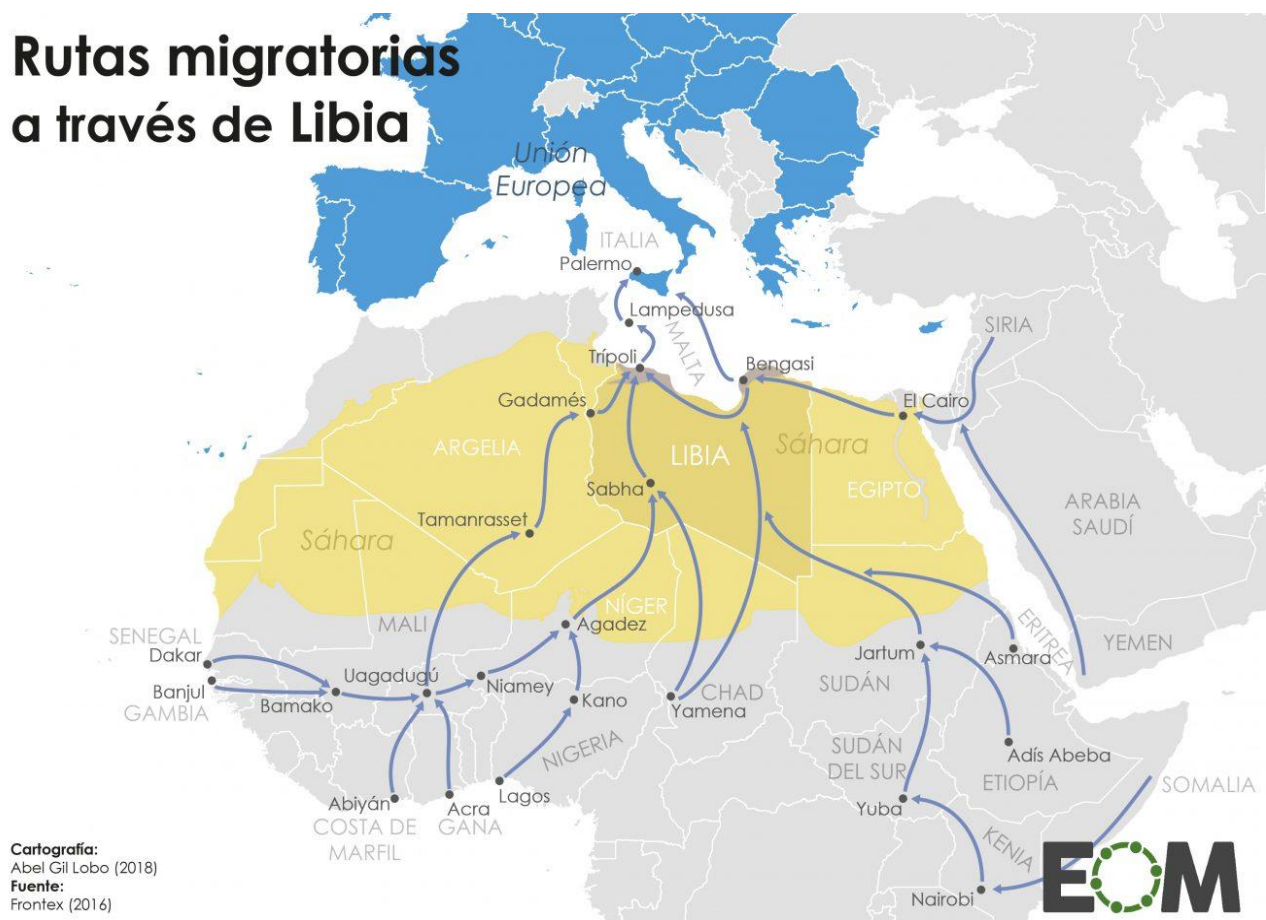 Rutas migratorias
a través de Libia
Unión
Europea
ITALIA
Palermo
Lampedusa
MALTA
SIRIA
Trípoli
Bengasi
Gadamés
El Cairo
ARGELIA
LIBIA
Sáhara
EGIPTO
Sabha
ARABIA
SAUDÍ
Tamanrasset
Sáhara
NÍGER
MALI
Agadez
SENEGAL
Dakar
ERITREA
YEMEN
Jartum
Asmara
Uagadugú
Niamey
SUDÁN
CHAD
Banjul
GAMBIA
Bamako
Kano
Yamena
NIGERIA
SUDÁN
DEL SUR
Adís Abeba
ETIOPÍA
SOMALIA
Abiyán
Acra
Lagos
Yuba
COSTA DE
MARFIL
GANA
KENIA
Nairobi
Cartografía:
Abel Gil Lobo (2018)
Fuente:
Frontex (2016)
EOM